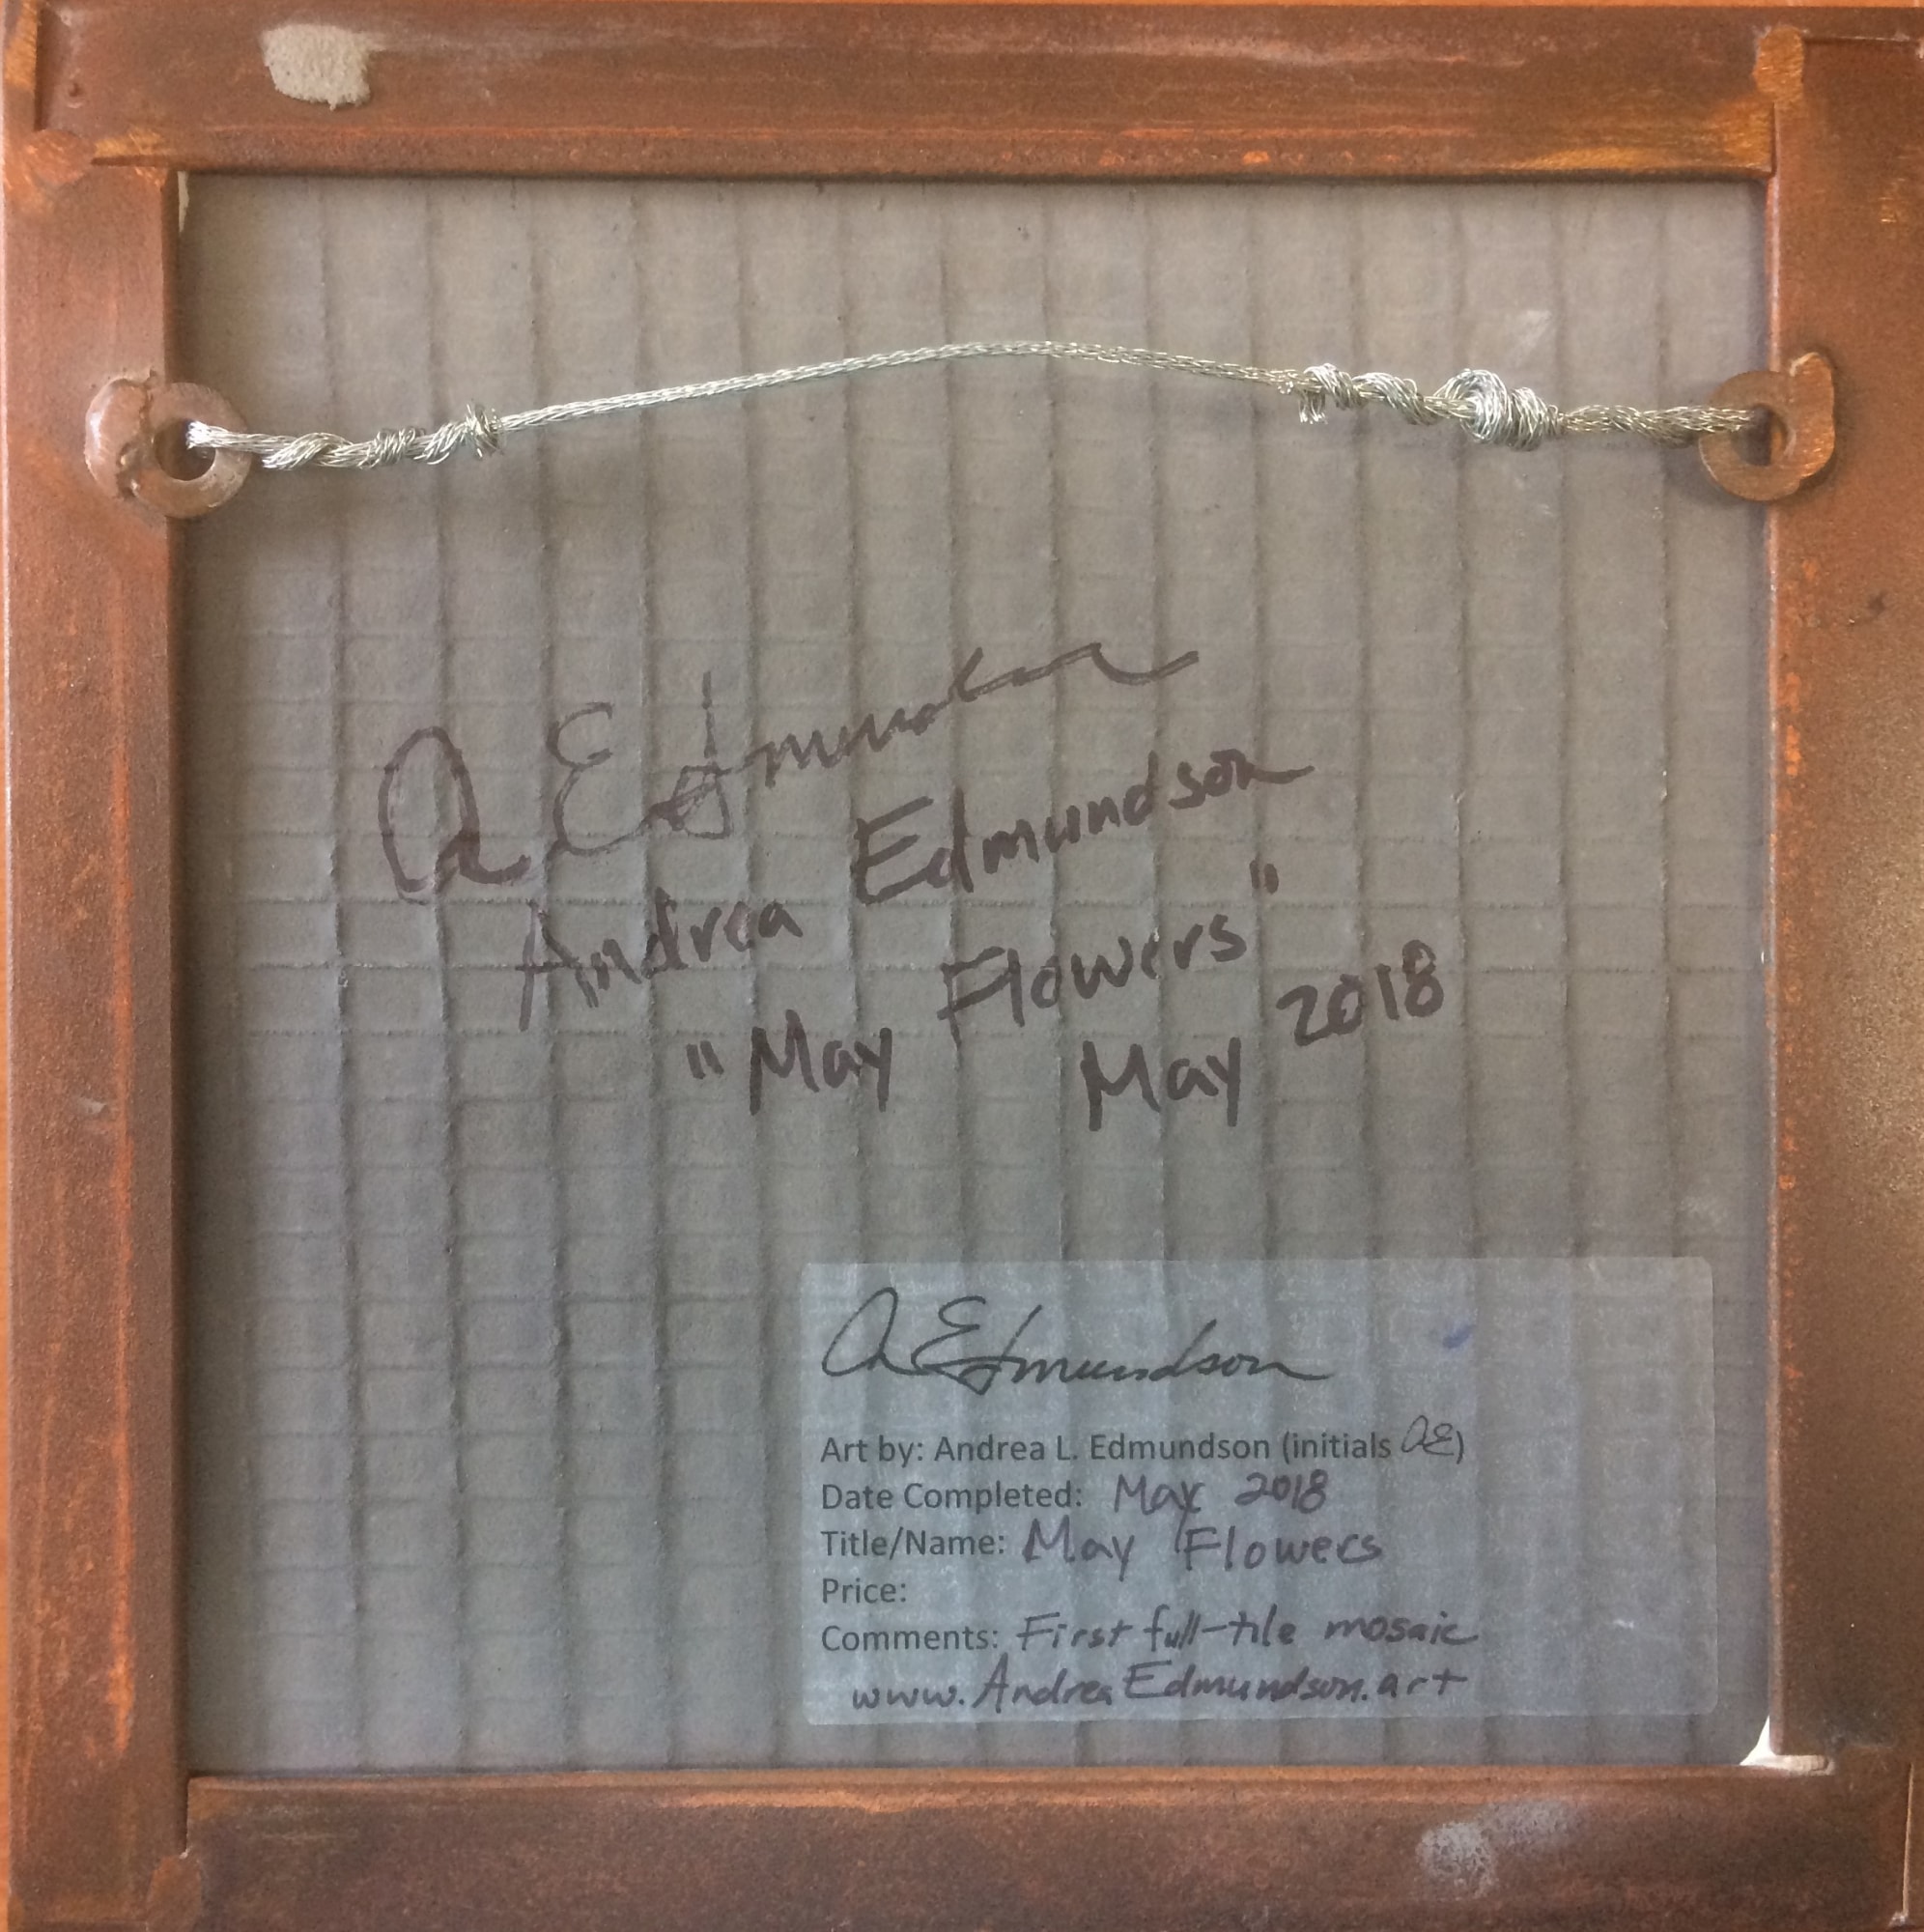 A Edmundson
Andrea Edmundson
"May Flowers"
May 2018
A Edmundson
Art by: Andrea L. Edmundson (initials AE)
Date Completed: May 2018
Title/Name: May Flowers
Price:
Comments: First full-tile mosaic
www.AndreaEdmundson.art